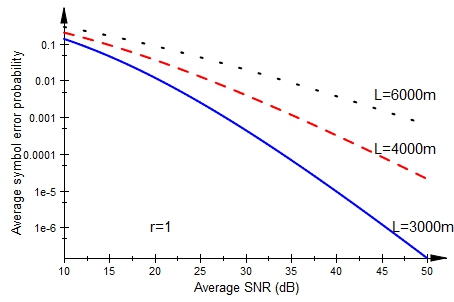 Average symbol error probability
0.1
0.01
0.001
0.0001
1e-5
1e-6
L=6000m
L=4000m
L=3000m
r=1
10 15 20 25 30 35 40 45 50
Average SNR (dB)